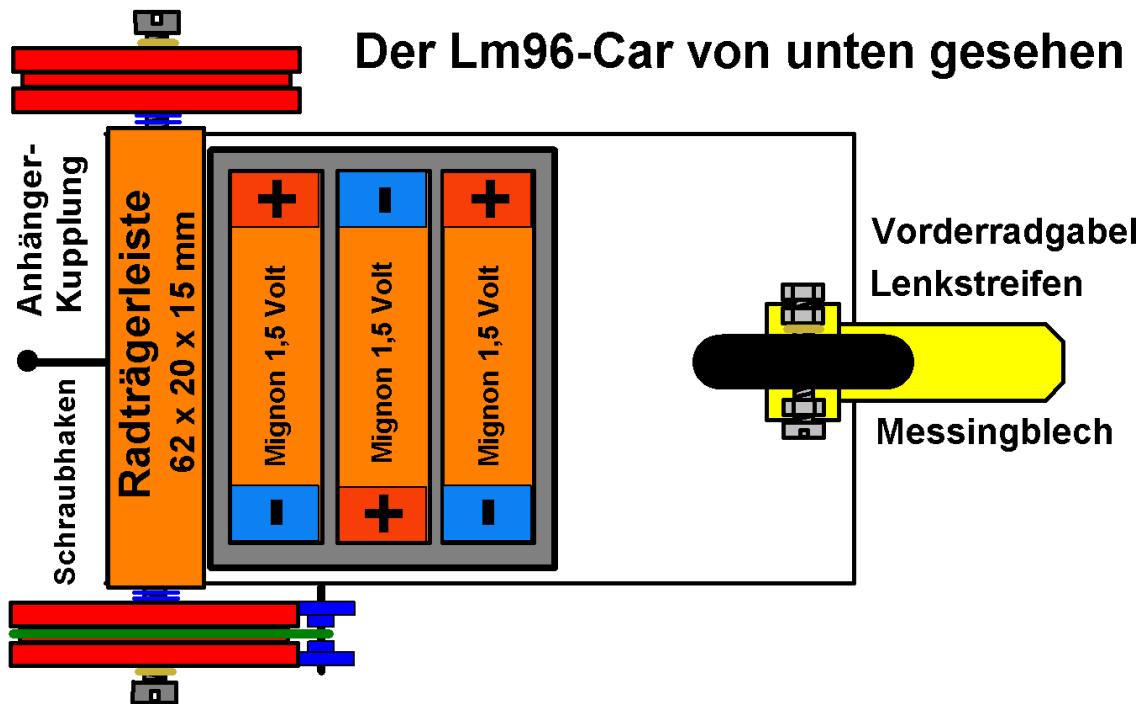 Der Lm96-Car von unten gesehen
Anhänger-
Kupplung
Schraubhaken
Radträgerleiste
62 x 20 x 15 mm
+
-
+
Mignon 1,5 Volt
Mignon 1,5 Volt
Mignon 1,5 Volt
-
+
-
Vorderradgabel
Lenkstreifen
Messingblech